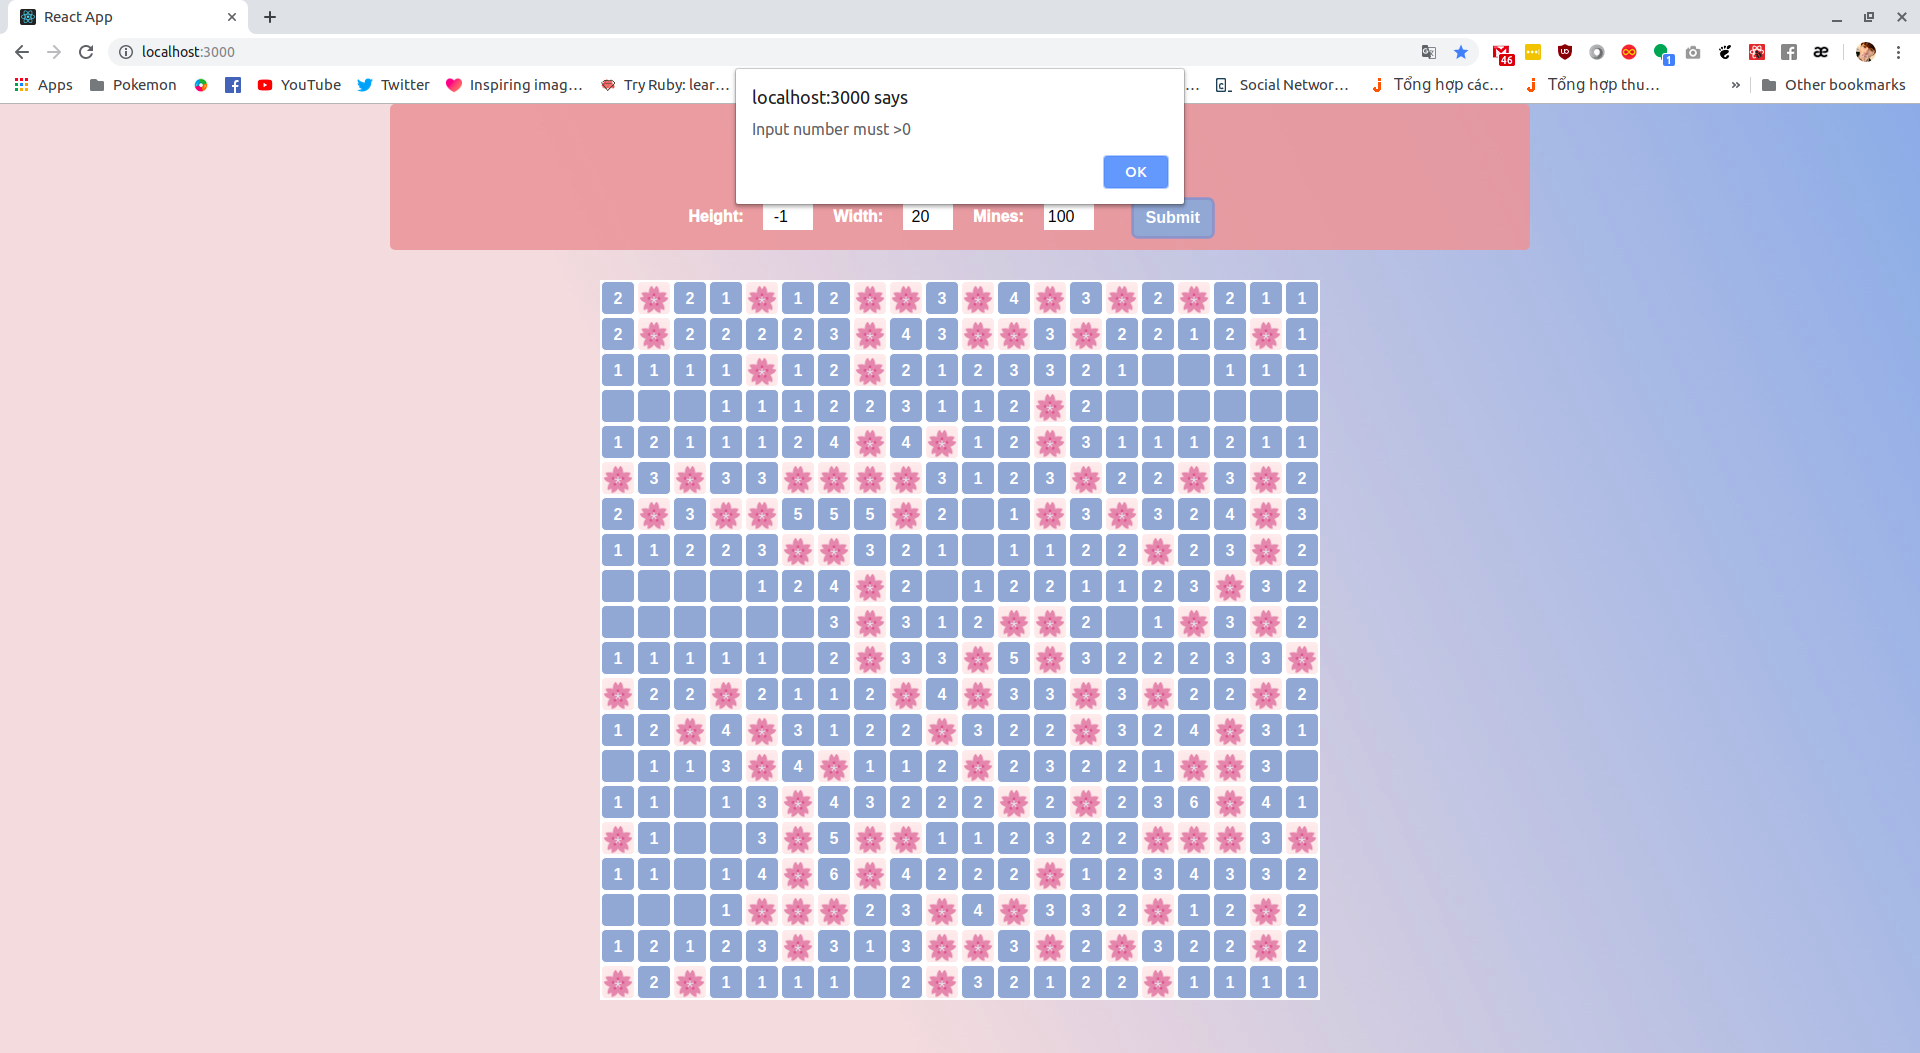 React App
localhost:3000
46
1
Apps
Pokemon
YouTube
Twitter
Inspiring imag...
Try Ruby: lear...
...
Social Networ...
Tổng hợp các...
Tổng hợp thu...
»
Other bookmarks
localhost:3000 says
Input number must >0
OK
Height: -1 Width: 20 Mines: 100 Submit
2 2 1 1 2 3 4 3 2 2 1 1
2 2 2 2 2 3 4 3 3 2 2 1 2 1
1 1 1 1 1 2 2 1 2 3 3 2 1 1 1 1
1 1 1 2 2 3 1 1 2 2
1 2 1 1 1 2 4 4 1 2 3 1 1 1 2 1 1
3 3 3 3 1 2 3 2 2 3 2
2 3 5 5 5 2 1 3 3 2 4 3
1 1 2 2 3 3 2 1 1 1 2 2 2 3 2
1 2 4 2 1 2 2 1 1 2 3 3 2
3 3 1 2 2 1 3 2
1 1 1 1 1 2 3 3 5 3 2 2 2 3 3
2 2 2 1 1 2 4 3 3 3 2 2 2
1 2 4 3 1 2 2 3 2 2 3 2 4 3 1
1 1 3 4 1 1 2 2 3 2 2 1 3
1 1 1 3 4 3 2 2 2 2 2 3 6 4 1
1 3 5 1 1 2 3 2 2 3
1 1 1 4 6 4 2 2 2 1 2 3 4 3 3 2
1 2 3 4 3 3 2 1 2 2
1 2 1 2 3 3 1 3 3 2 3 2 2 2
2 1 1 1 1 2 3 2 1 2 2 1 1 1 1